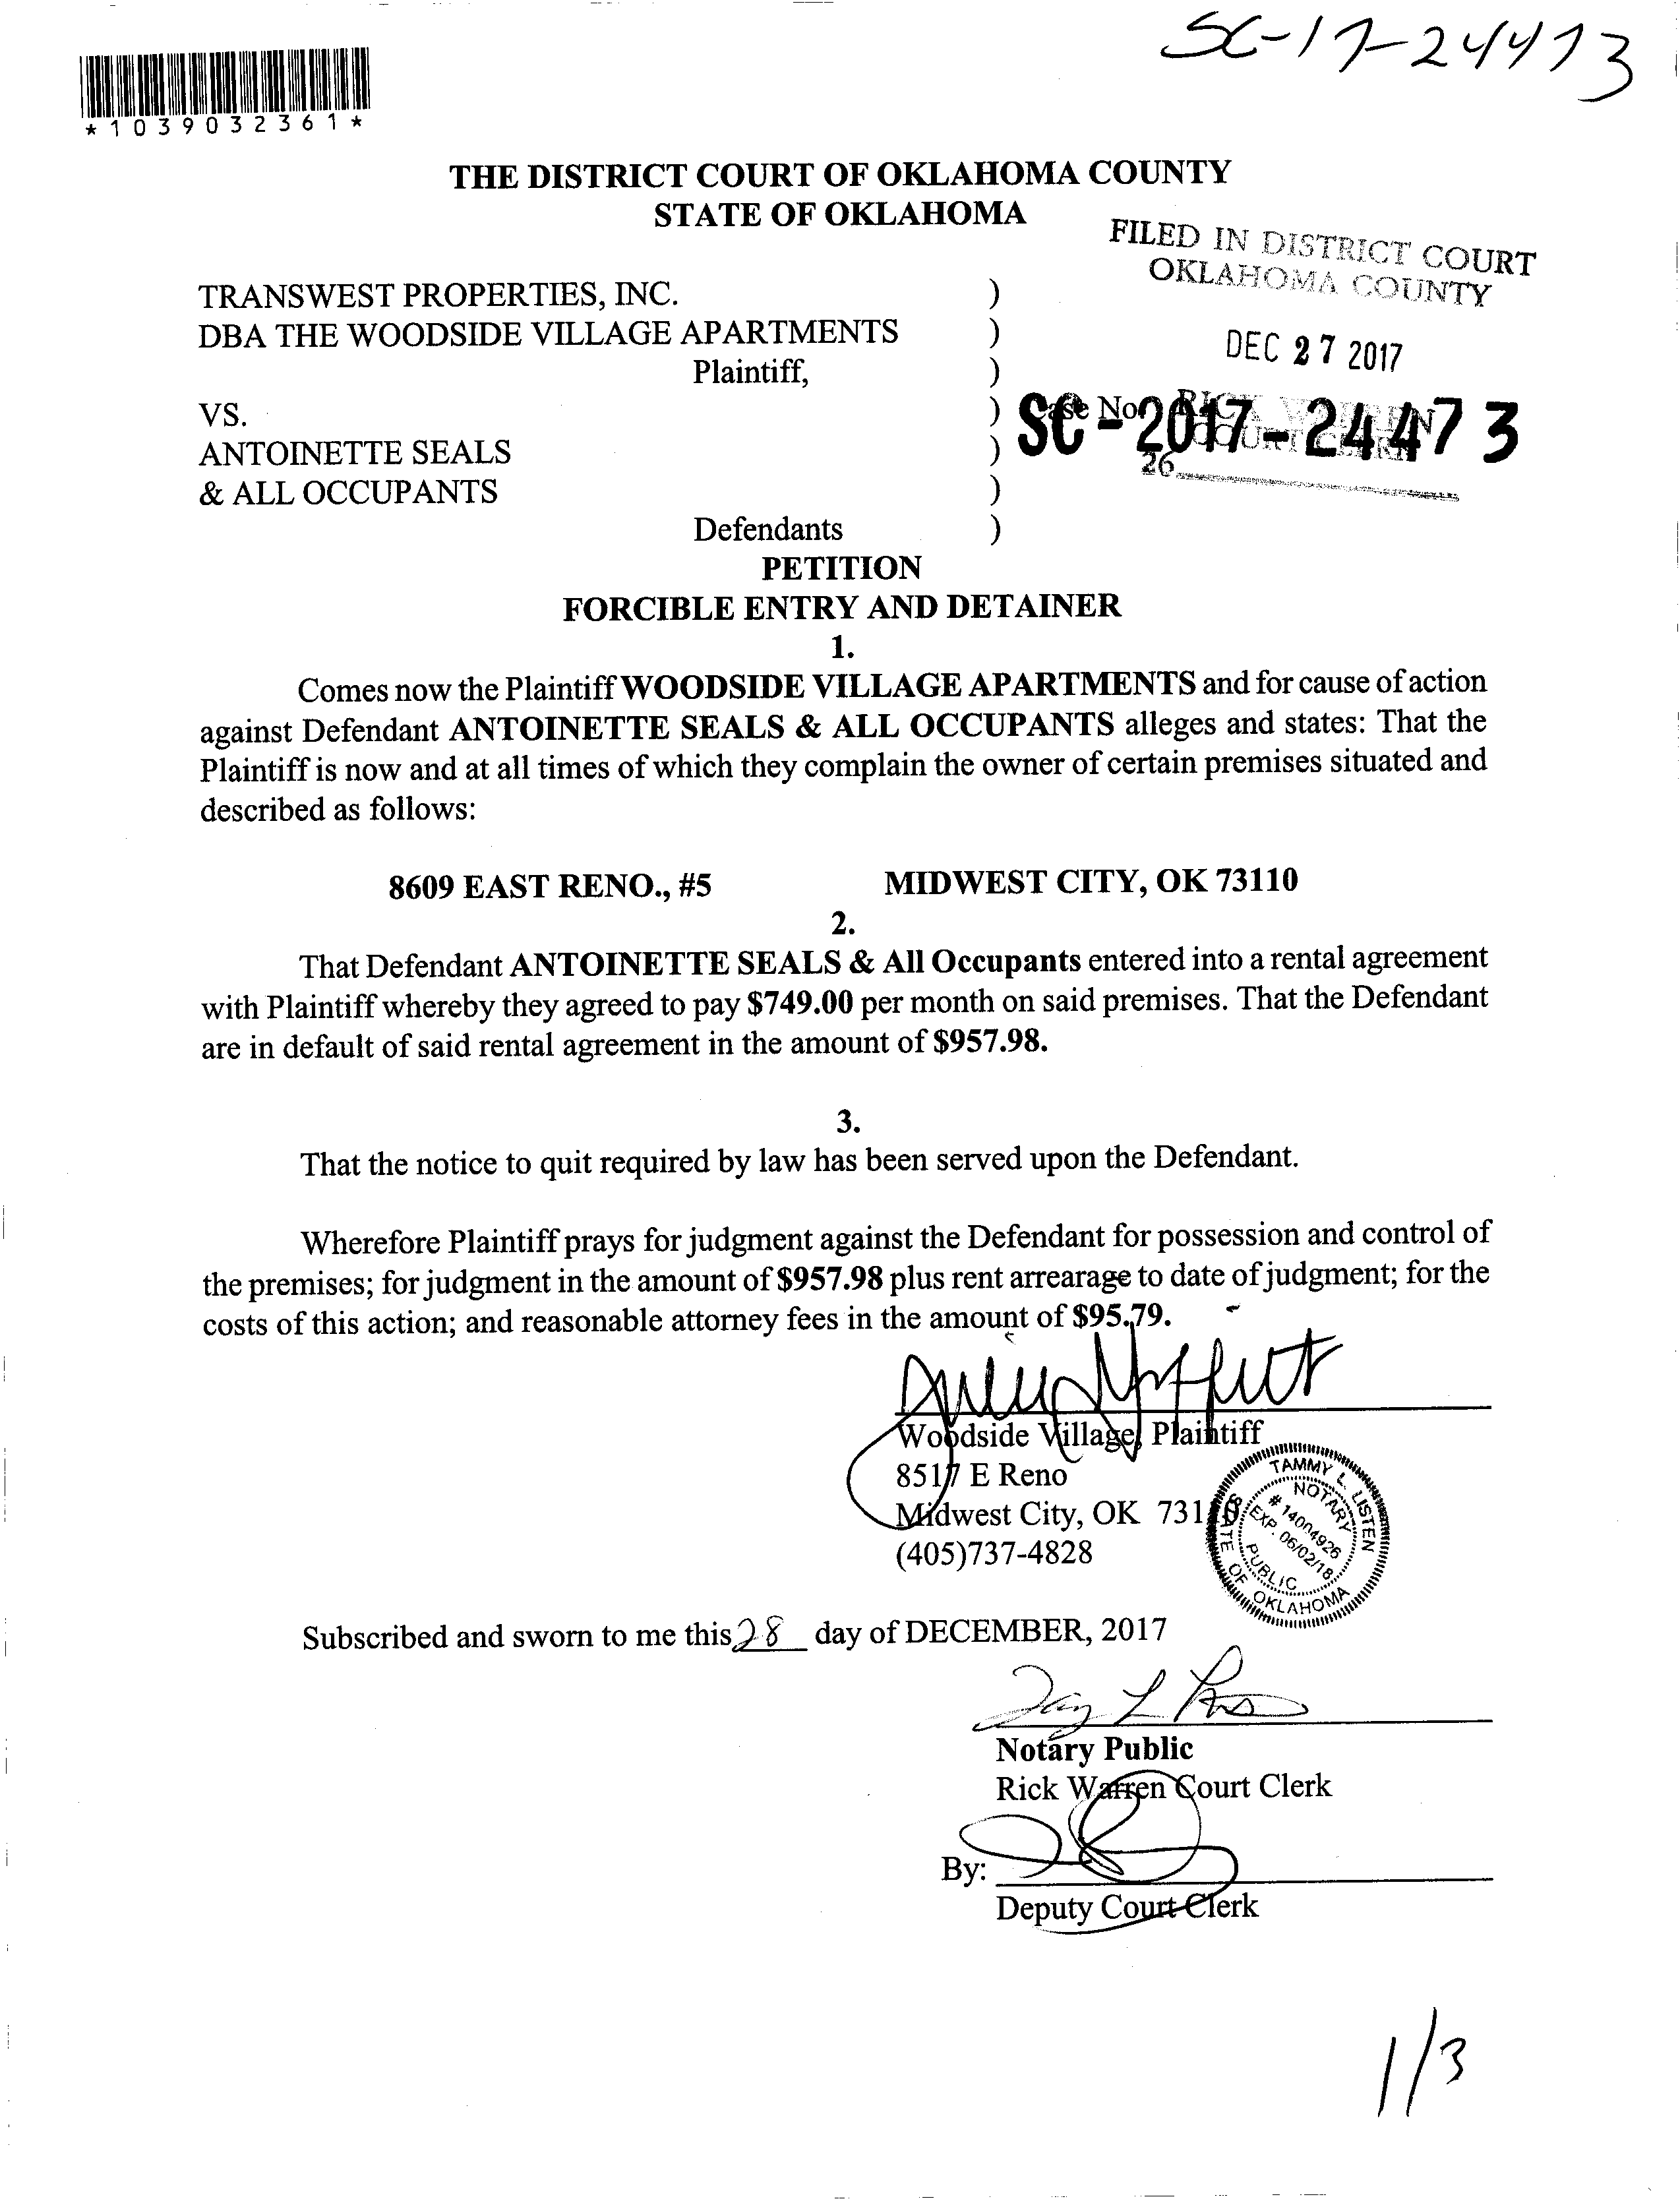 SC-17-24473
*1039032361*
THE DISTRICT COURT OF OKLAHOMA COUNTY
STATE OF OKLAHOMA
FILED IN DISTRICT COURT
OKLAHOMA COUNTY
TRANSWEST PROPERTIES, INC. )
DBA THE WOODSIDE VILLAGE APARTMENTS )
DEC 27 2017
Plaintiff, )
VS. ) Case No.
RICK WARREN
COURT CLERK
SC-2017-24473
ANTOINETTE SEALS )
26
& ALL OCCUPANTS )
Defendants )
PETITION
FORCIBLE ENTRY AND DETAINER
1.
Comes now the Plaintiff WOODSIDE VILLAGE APARTMENTS and for cause of action
against Defendant ANTOINETTE SEALS & ALL OCCUPANTS alleges and states: That the
Plaintiff is now and at all times of which they complain the owner of certain premises situated and
described as follows:
8609 EAST RENO., #5 MIDWEST CITY, OK 73110
2.
That Defendant ANTOINETTE SEALS & All Occupants entered into a rental agreement
with Plaintiff whereby they agreed to pay $749.00 per month on said premises. That the Defendant
are in default of said rental agreement in the amount of $957.98.
3.
That the notice to quit required by law has been served upon the Defendant.
Wherefore Plaintiff prays for judgment against the Defendant for possession and control of
the premises; for judgment in the amount of $957.98 plus rent arrearage to date of judgment; for the
costs of this action; and reasonable attorney fees in the amount of $95.79.
Woodside Village, Plaintiff
8517 E Reno
Midwest City, OK 73110
(405)737-4828
TAMMY L. LISTEN
NOTARY
# 14004926
EXP. 06/02/18
PUBLIC
STATE OF OKLAHOMA
Subscribed and sworn to me this 28 day of DECEMBER, 2017
Notary Public
Rick Warren Court Clerk
By:
Deputy Court Clerk
1/3